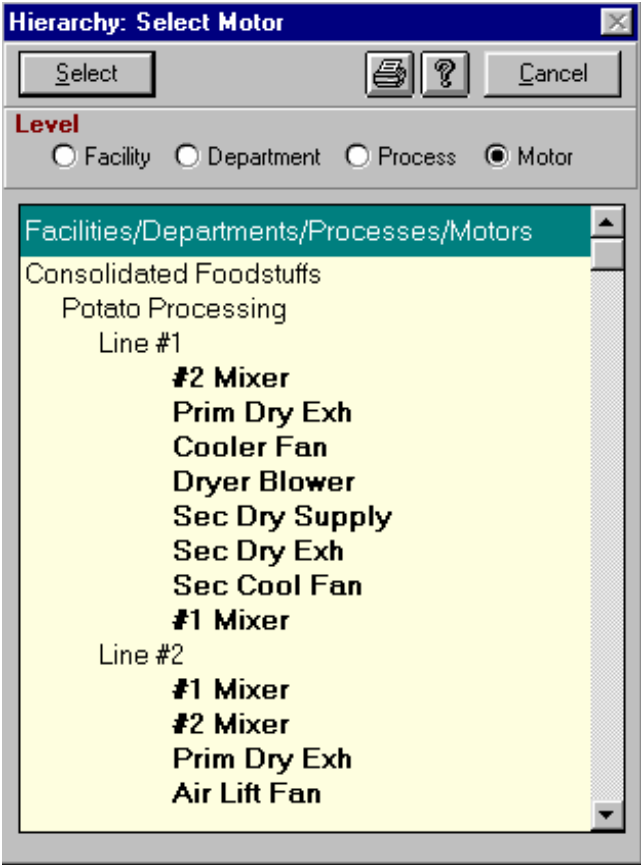 Hierarchy: Select Motor
Select ? Cancel
Level
Facility Department Process Motor
Facilities/Departments/Processes/Motors
Consolidated Foodstuffs
Potato Processing
Line #1
#2 Mixer
Prim Dry Exh
Cooler Fan
Dryer Blower
Sec Dry Supply
Sec Dry Exh
Sec Cool Fan
#1 Mixer
Line #2
#1 Mixer
#2 Mixer
Prim Dry Exh
Air Lift Fan